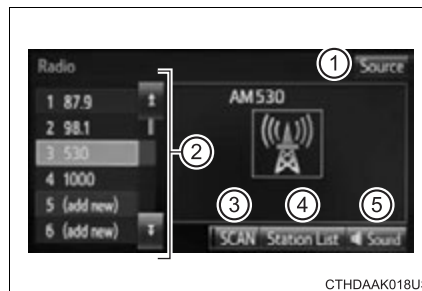 Radio
1
Source
1 87.9
AM530
2 98.1
3 530
2
4 1000
3
4
5
5 (add new)
6 (add new)
SCAN
Station List
Sound
CTHDAAK018U